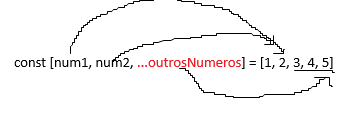 const [num1, num2, ...outrosNumeros] = [1, 2, 3, 4, 5]